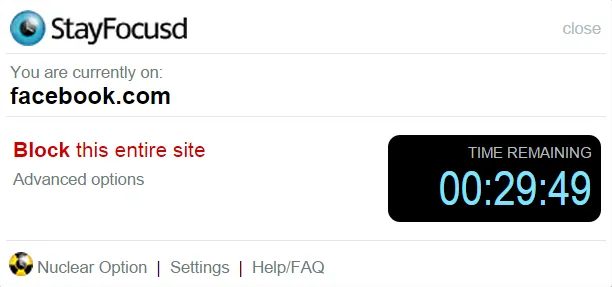 StayFocusd
close
You are currently on:
facebook.com
Block this entire site
Advanced options
TIME REMAINING
00:29:49
Nuclear Option | Settings | Help/FAQ